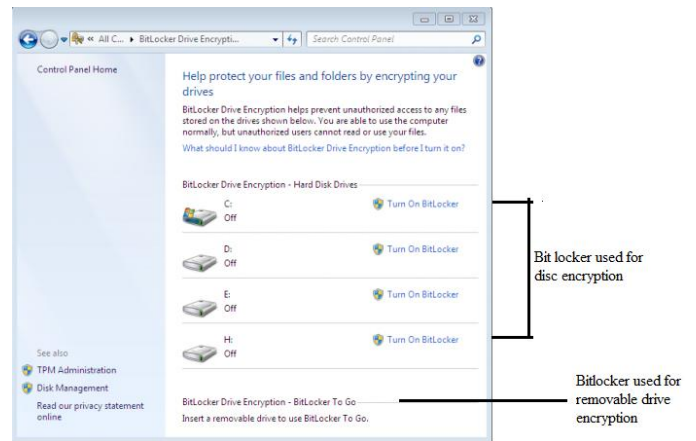 « All C... ▸ BitLocker Drive Encrypti...
Search Control Panel
Control Panel Home
Help protect your files and folders by encrypting your
drives
BitLocker Drive Encryption helps prevent unauthorized access to any files
stored on the drives shown below. You are able to use the computer
normally, but unauthorized users cannot read or use your files.
What should I know about BitLocker Drive Encryption before I turn it on?
BitLocker Drive Encryption - Hard Disk Drives
C:
Off
Turn On BitLocker
D:
Off
Turn On BitLocker
E:
Off
Turn On BitLocker
H:
Off
Turn On BitLocker
BitLocker Drive Encryption - BitLocker To Go
Insert a removable drive to use BitLocker To Go.
See also
TPM Administration
Disk Management
Read our privacy statement
online
Bit locker used for
disc encryption
Bitlocker used for
removable drive
encryption